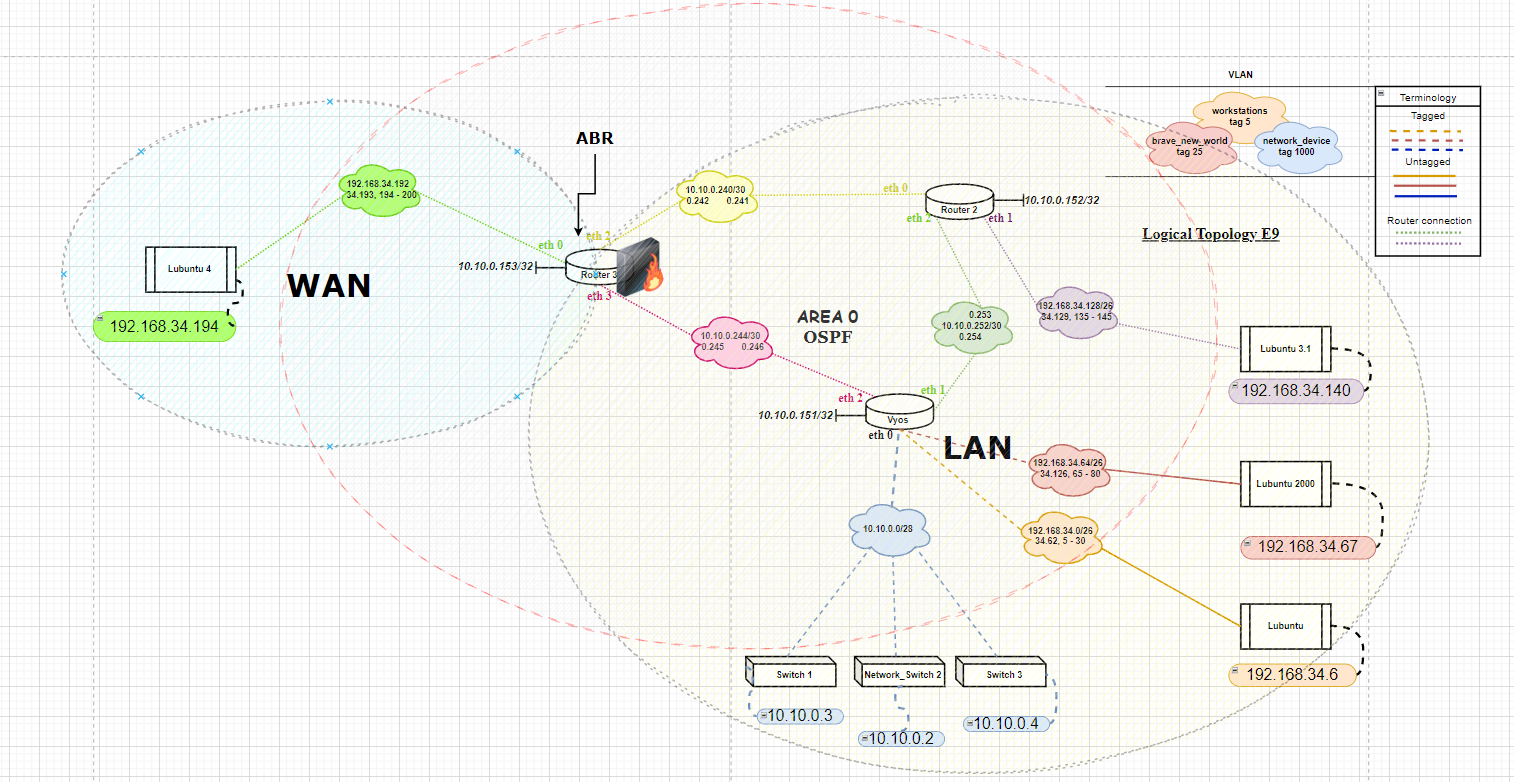 VLAN
workstations
tag 5
brave_new_world
tag 25
network_device
tag 1000
Terminology
Tagged
Untagged
Router connection
Logical Topology E9
ABR
WAN
LAN
AREA 0
OSPF
192.168.34.192
34.193, 194 - 200
Lubuntu 4
192.168.34.194
eth 0
eth 2
eth 3
10.10.0.153/32
Router 3
10.10.0.240/30
0.242 0.241
eth 0
Router 2
10.10.0.152/32
eth 2
eth 1
10.10.0.244/30
0.245 0.246
0.253
10.10.0.252/30
0.254
192.168.34.128/26
34.129, 135 - 145
Lubuntu 3.1
192.168.34.140
eth 1
eth 2
10.10.0.151/32
Vyos
eth 0
192.168.34.64/26
34.126, 65 - 80
Lubuntu 2000
192.168.34.67
10.10.0.0/28
192.168.34.0/26
34.62, 5 - 30
Lubuntu
192.168.34.6
Switch 1
Network_Switch 2
Switch 3
10.10.0.3
10.10.0.2
10.10.0.4